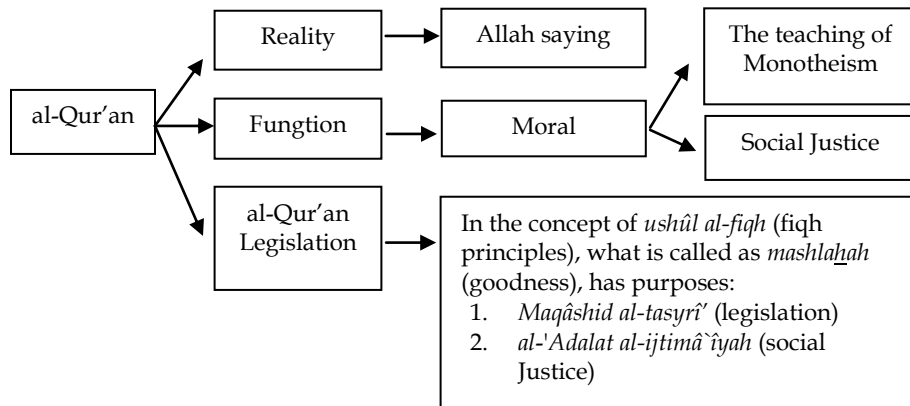 Reality
Allah saying
The teaching of
Monotheism
al-Qur'an
Fungtion
Moral
Social Justice
al-Qur'an
Legislation
In the concept of ushûl al-fiqh (fiqh
principles), what is called as mashlahah
(goodness), has purposes:
1. Maqâshid al-tasyrî' (legislation)
2. al-'Adalat al-ijtimâ`îyah (social
Justice)